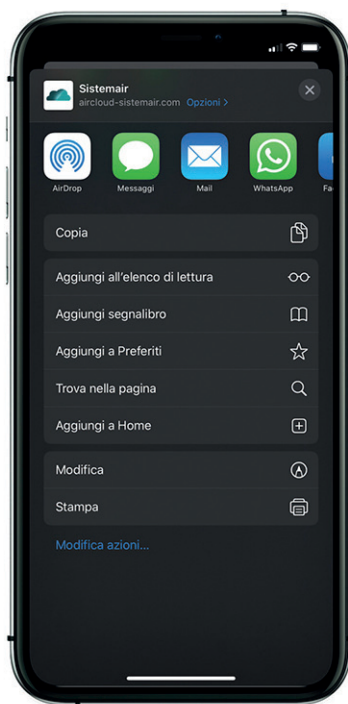 Sistemair
aircloud-sistemair.com Opzioni >
AirDrop
Messaggi
Mail
WhatsApp
Fa
Copia
Aggiungi all'elenco di lettura
Aggiungi segnalibro
Aggiungi a Preferiti
Trova nella pagina
Aggiungi a Home
Modifica
Stampa
Modifica azioni...